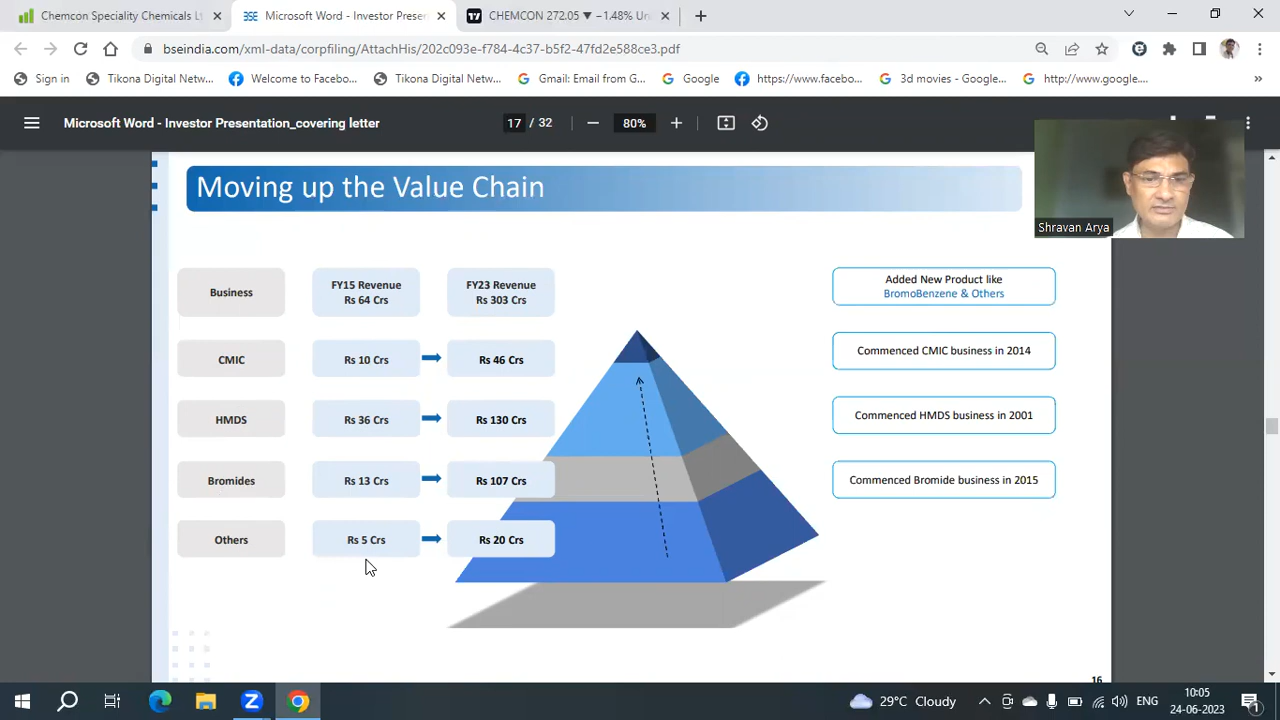 Chemcon Speciality Chemicals Lt
Microsoft Word - Investor Presen
CHEMCON 272.05 ▼ −1.48% Un
bseindia.com/xml-data/corpfiling/AttachHis/202c093e-f784-4c37-b5f2-47fd2e588ce3.pdf
Sign in
Tikona Digital Netw...
Welcome to Facebo...
Tikona Digital Netw...
Gmail: Email from G...
Google
https://www.facebo...
3d movies - Google...
http://www.google....
Microsoft Word - Investor Presentation_covering letter
17 / 32
80%
Moving up the Value Chain
Shravan Arya
Business
FY15 Revenue
Rs 64 Crs
FY23 Revenue
Rs 303 Crs
Added New Product like
BromoBenzene & Others
CMIC
Rs 10 Crs
Rs 46 Crs
Commenced CMIC business in 2014
HMDS
Rs 36 Crs
Rs 130 Crs
Commenced HMDS business in 2001
Bromides
Rs 13 Crs
Rs 107 Crs
Commenced Bromide business in 2015
Others
Rs 5 Crs
Rs 20 Crs
16
29°C Cloudy
ENG
10:05
24-06-2023
1